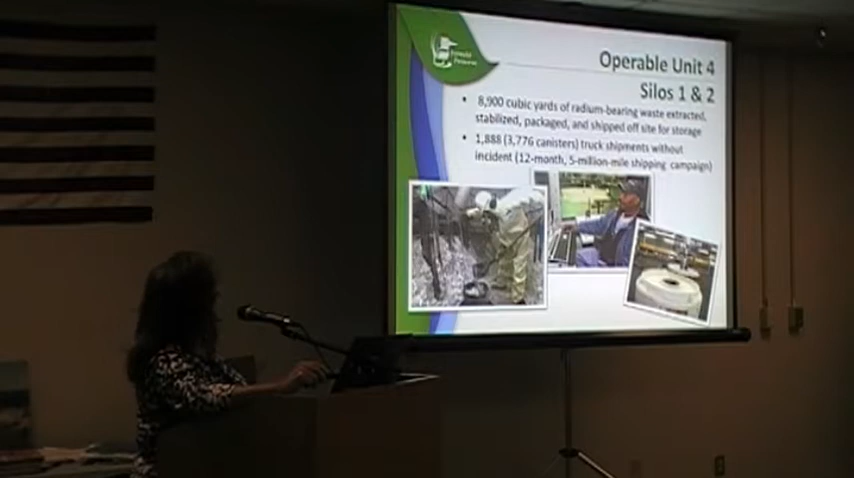 Fernald
Preserve
Operable Unit 4
Silos 1 & 2
• 8,900 cubic yards of radium-bearing waste extracted,
stabilized, packaged, and shipped off site for storage
• 1,888 (3,776 canisters) truck shipments without
incident (12-month, 5-million-mile shipping campaign)